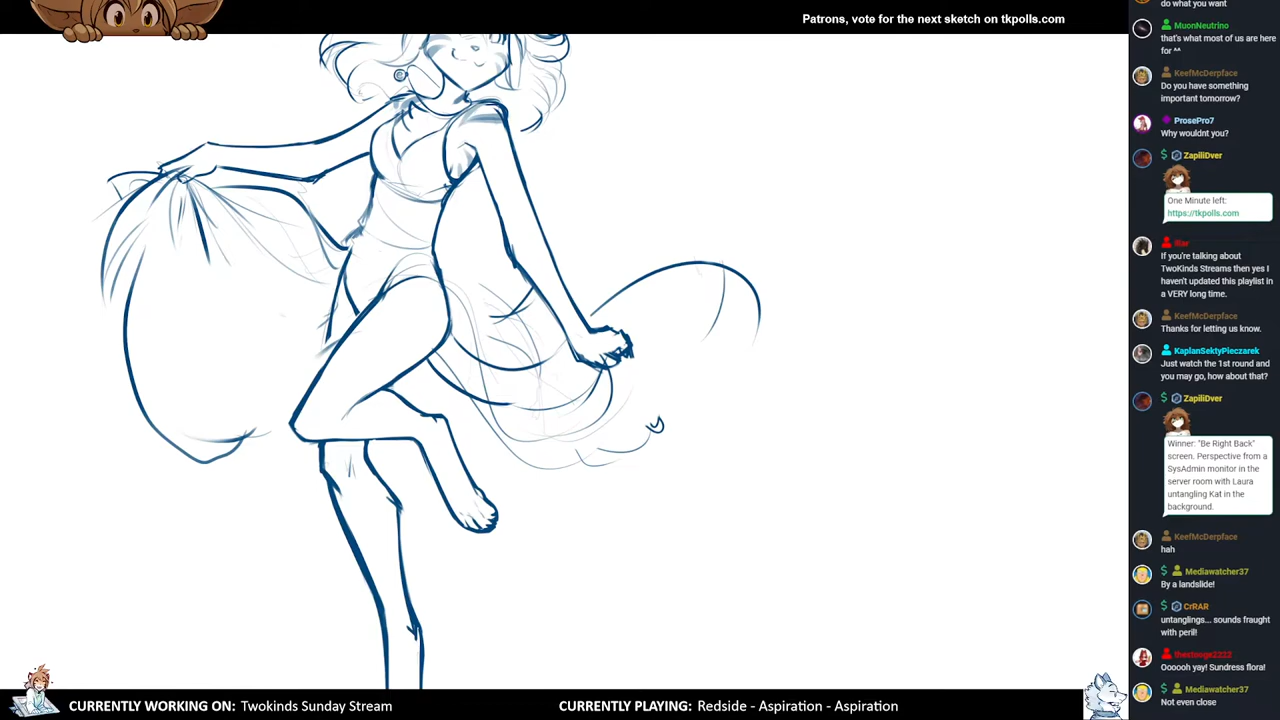 Patrons, vote for the next sketch on tkpolls.com
do what you want
MuonNeutrino
that's what most of us are here
for ^^
KeefMcDerpface
Do you have something
important tomorrow?
ProsePro7
Why wouldnt you?
$ ZapiliDver
One Minute left:
https://tkpolls.com
iRar
If you're talking about
TwoKinds Streams then yes I
haven't updated this playlist in
a VERY long time.
KeefMcDerpface
Thanks for letting us know.
KaplanSektyPieczarek
Just watch the 1st round and
you may go, how about that?
$ ZapiliDver
Winner: "Be Right Back"
screen. Perspective from a
SysAdmin monitor in the
server room with Laura
untangling Kat in the
background.
KeefMcDerpface
hah
$ Mediawatcher37
By a landslide!
$ CrRAR
untanglings... sounds fraught
with peril!
Oooooh yay! Sundress flora!
$ Mediawatcher37
Not even close
CURRENTLY WORKING ON: Twokinds Sunday Stream
CURRENTLY PLAYING: Redside - Aspiration - Aspiration